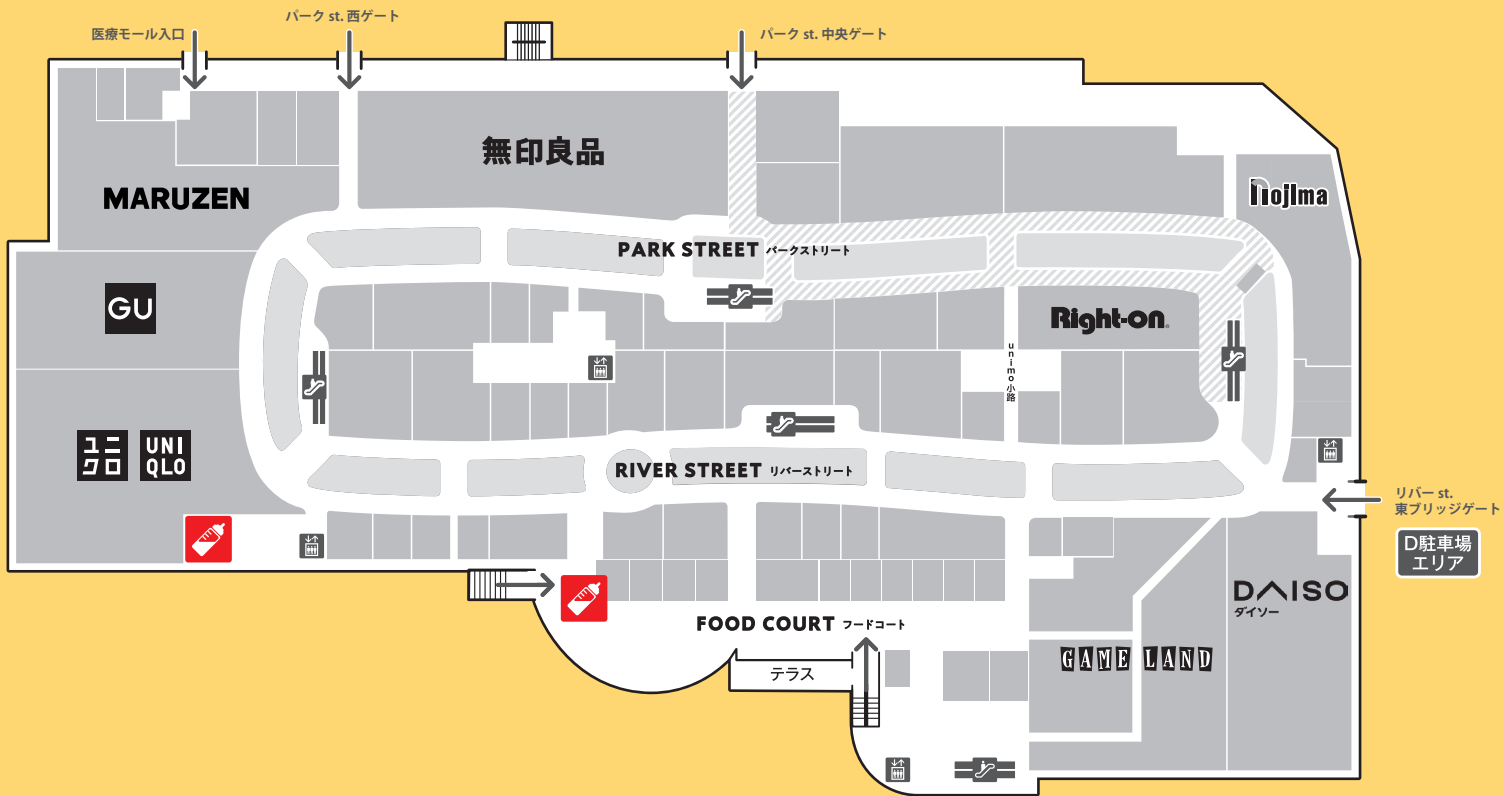 パーク st. 西ゲート
医療モール入口
パーク st. 中央ゲート
無印良品
MARUZEN
nojima
PARK STREET パークストリート
GU
Right-on
unimo小路
ユニクロ
UNIQLO
RIVER STREET リバーストリート
リバー st.
東ブリッジゲート
D駐車場
エリア
DAISO
ダイソー
FOOD COURT フードコート
GAME LAND
テラス